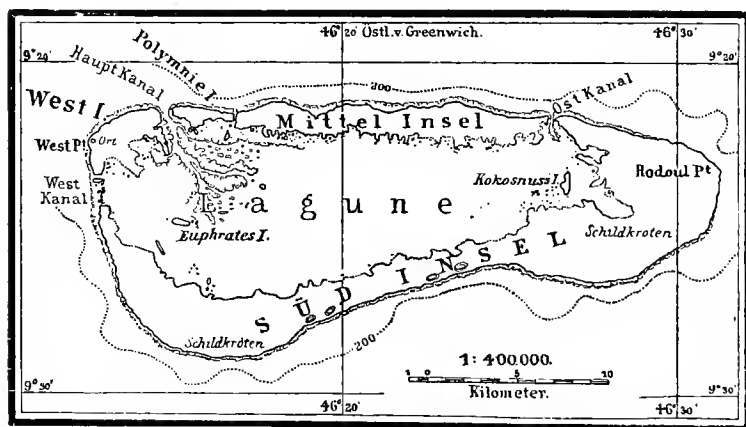 46°
20' Östl. v. Greenwich.
46° 30'
9° 20'
9° 20'
Polymnie I.
Haupt Kanal
200
Ost Kanal
West I.
Mittel Insel
West Pt.
Ort
Kokosnuss I.
Rodoul Pt.
West
Kanal
Lagune
Euphrates I.
Schildkröten
SÜD INSEL
Schildkröten
200
1: 400.000.
1 0 5 10
Kilometer.
9° 30'
9° 30'
46° 20'
46° 30'